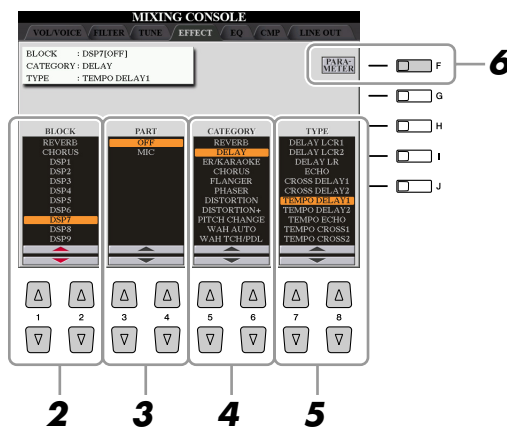 MIXING CONSOLE
VOL/VOICE FILTER TUNE EFFECT EQ CMP LINE OUT
BLOCK : DSP7[OFF]
CATEGORY : DELAY
TYPE : TEMPO DELAY1
PARA-
METER
F
6
G
H
I
J
BLOCK
REVERB
CHORUS
DSP1
DSP2
DSP3
DSP4
DSP5
DSP6
DSP7
DSP8
DSP9
PART
OFF
MIC
CATEGORY
REVERB
DELAY
ER/KARAOKE
CHORUS
FLANGER
PHASER
DISTORTION
DISTORTION+
PITCH CHANGE
WAH AUTO
WAH TCH/PDL
TYPE
DELAY LCR1
DELAY LCR2
DELAY LR
ECHO
CROSS DELAY1
CROSS DELAY2
TEMPO DELAY1
TEMPO DELAY2
TEMPO ECHO
TEMPO CROSS1
TEMPO CROSS2
1 2 3 4 5 6 7 8
2 3 4 5